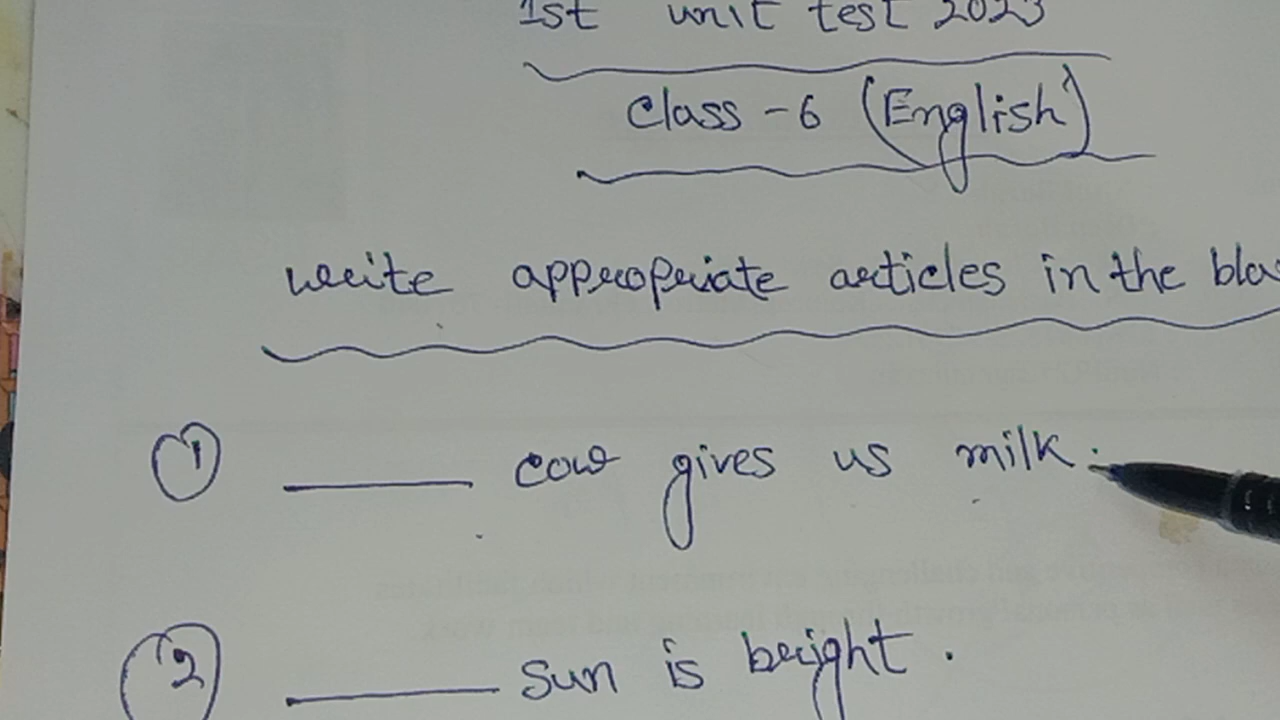 1st unit test 2023
Class - 6 (English)
write appropriate articles in the bla
① ______ cow gives us milk.
② ______ sun is bright.